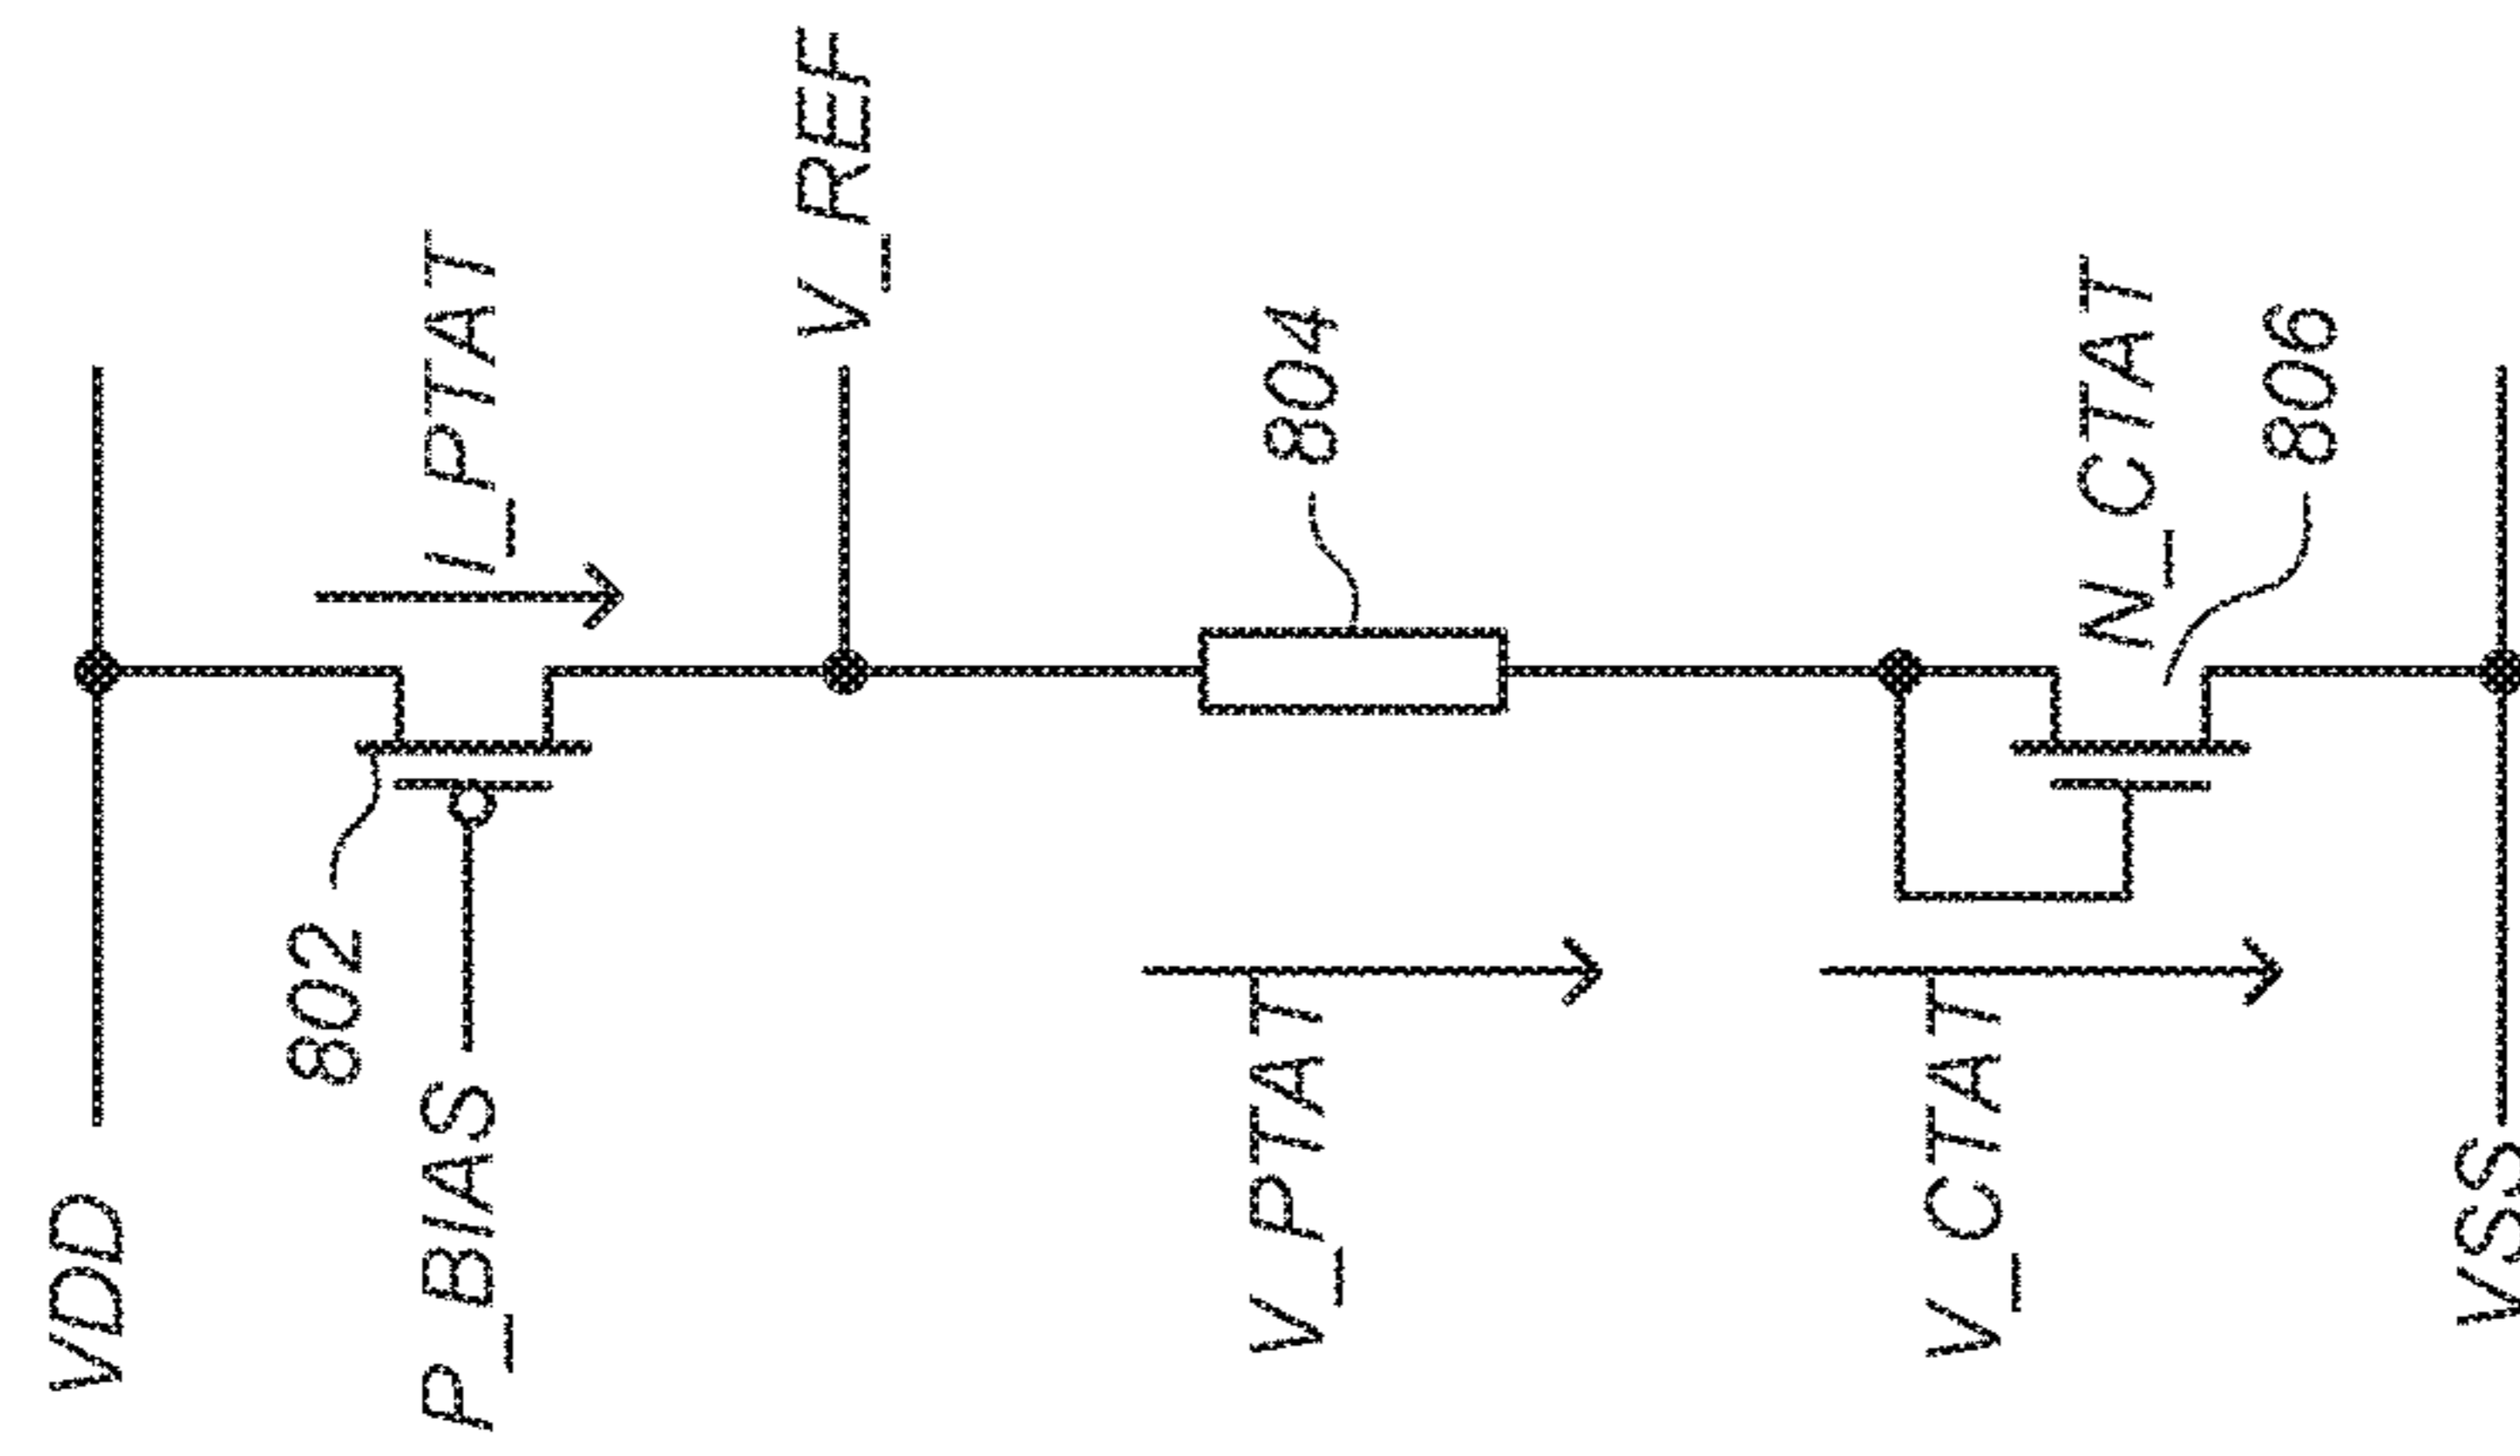 VDD
802
P_BIAS
I_PTAT
V_REF
804
V_PTAT
N_CTAT
806
V_CTAT
VSS